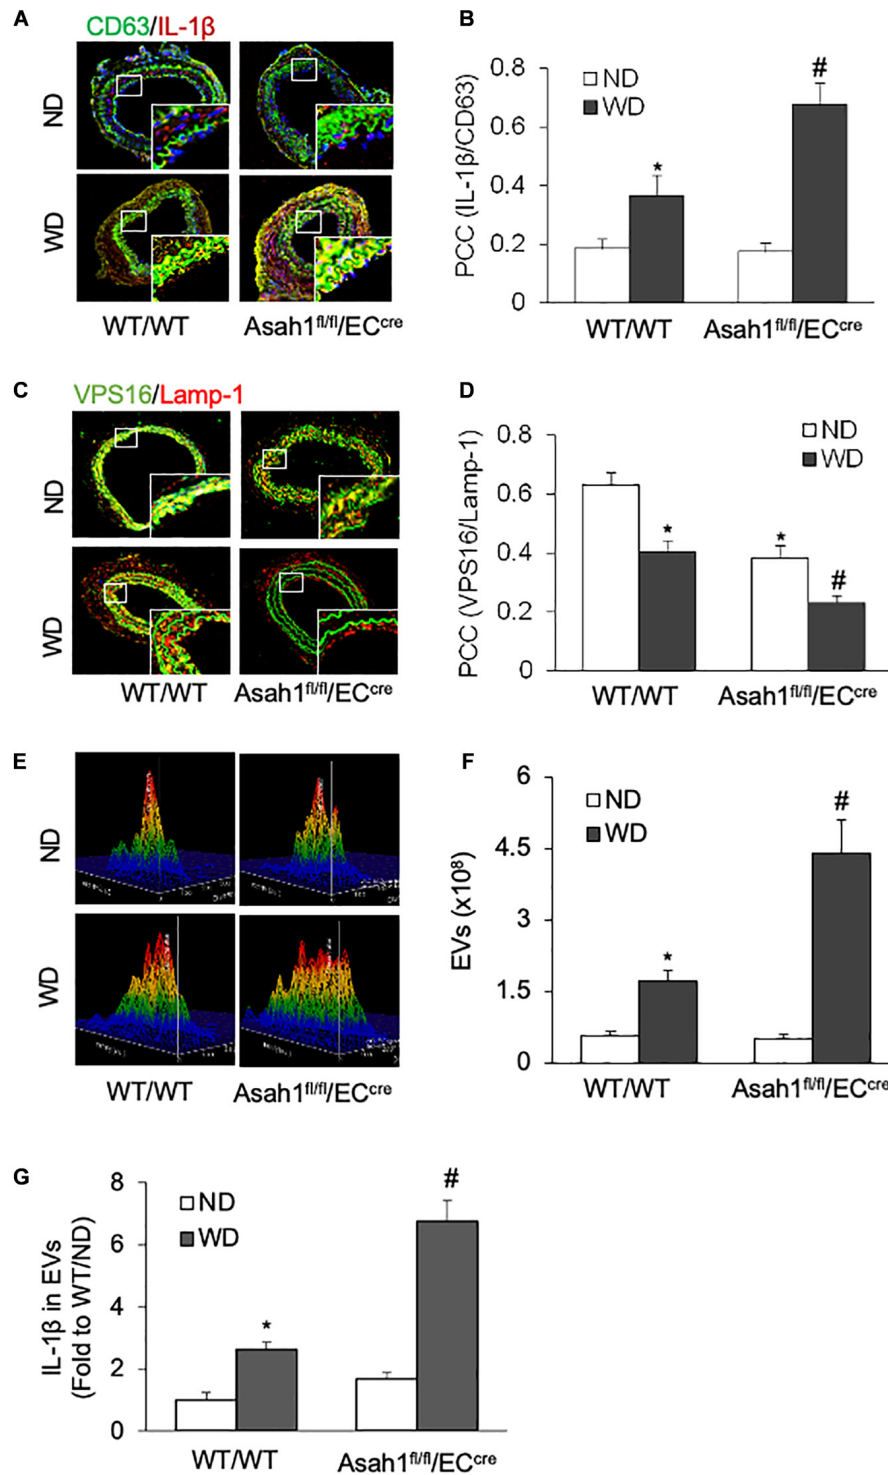 A
CD63/IL-1β
ND
WD
WT/WT
Asah1fl/fl/ECcre
B
PCC (IL-1β/CD63)
0.8
0.6
0.4
0.2
0
ND
WD
*
#
WT/WT
Asah1fl/fl/ECcre
C
VPS16/Lamp-1
ND
WD
WT/WT
Asah1fl/fl/ECcre
D
PCC (VPS16/Lamp-1)
0.8
0.6
0.4
0.2
0
ND
WD
*
*
#
WT/WT
Asah1fl/fl/ECcre
E
ND
WD
WT/WT
Asah1fl/fl/ECcre
F
EVs (x10⁸)
6
4.5
3
1.5
0
ND
WD
*
#
WT/WT
Asah1fl/fl/ECcre
G
IL-1β in EVs
(Fold to WT/ND)
8
6
4
2
0
ND
WD
*
#
WT/WT
Asah1fl/fl/ECcre